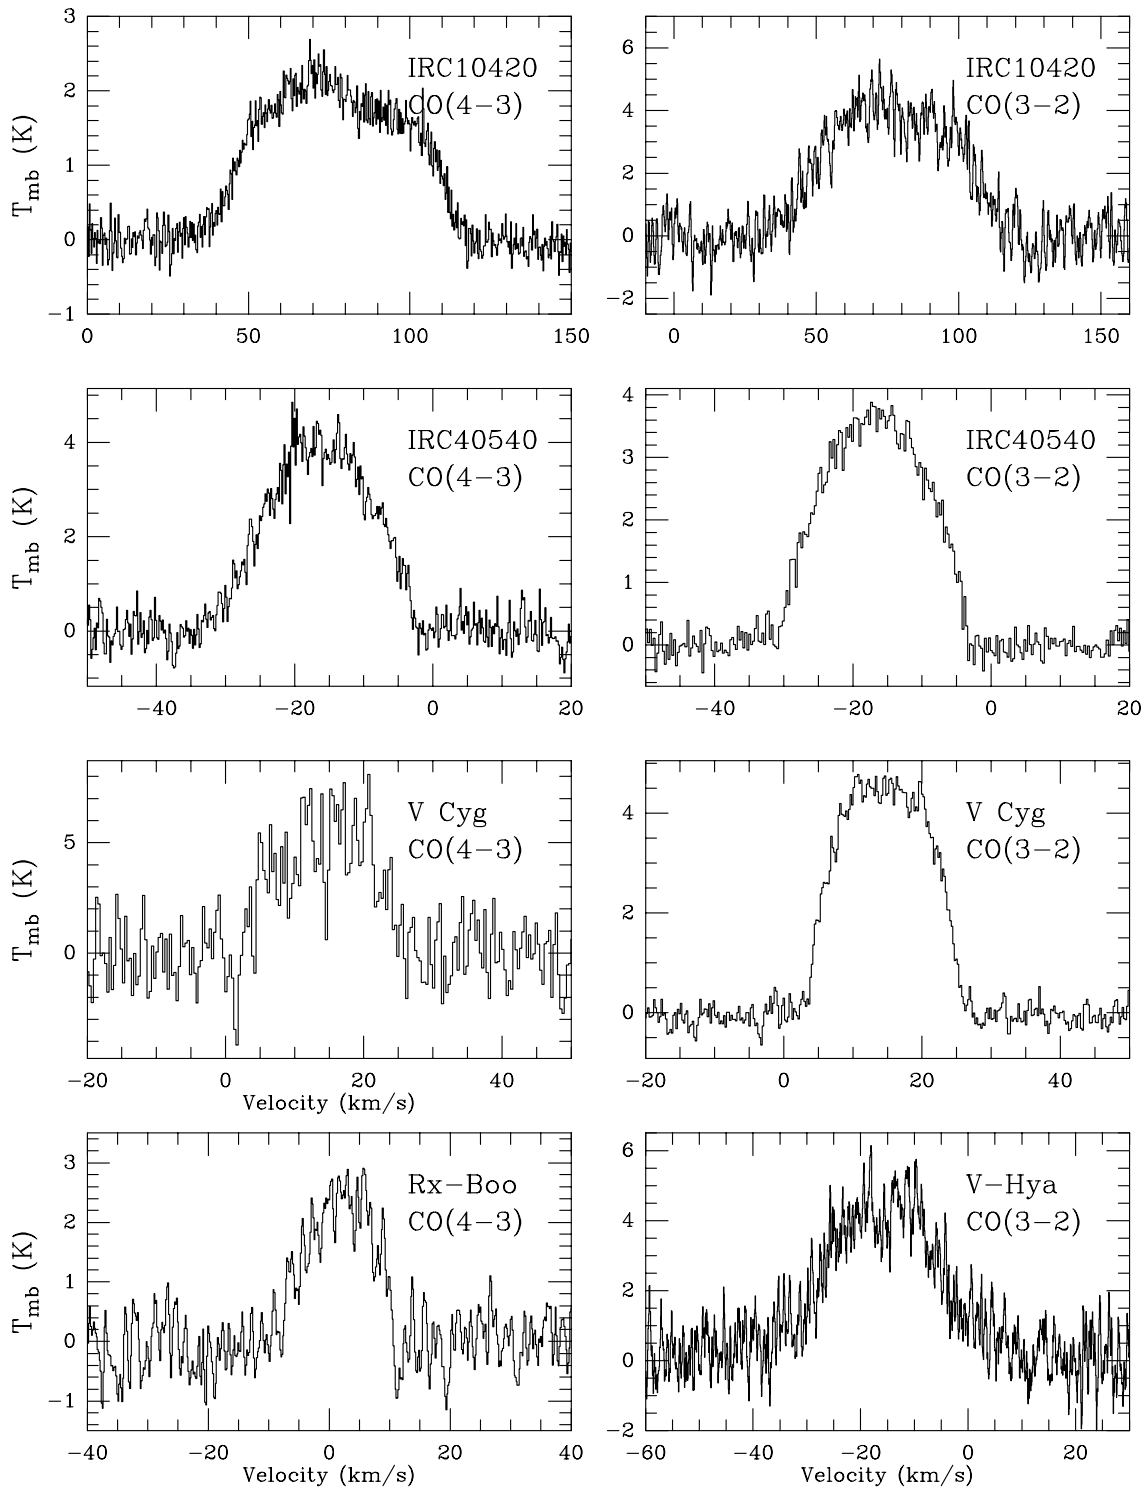 3
2
1
0
−1
T_mb (K)
IRC10420
CO(4−3)
0 50 100 150
6
4
2
0
−2
IRC10420
CO(3−2)
0 50 100 150
4
2
0
T_mb (K)
IRC40540
CO(4−3)
−40 −20 0 20
4
3
2
1
0
IRC40540
CO(3−2)
−40 −20 0 20
5
0
T_mb (K)
V Cyg
CO(4−3)
−20 0 20 40
Velocity (km/s)
4
2
0
V Cyg
CO(3−2)
−20 0 20 40
3
2
1
0
−1
T_mb (K)
Rx−Boo
CO(4−3)
−40 −20 0 20 40
Velocity (km/s)
6
4
2
0
−2
V−Hya
CO(3−2)
−60 −40 −20 0 20
Velocity (km/s)